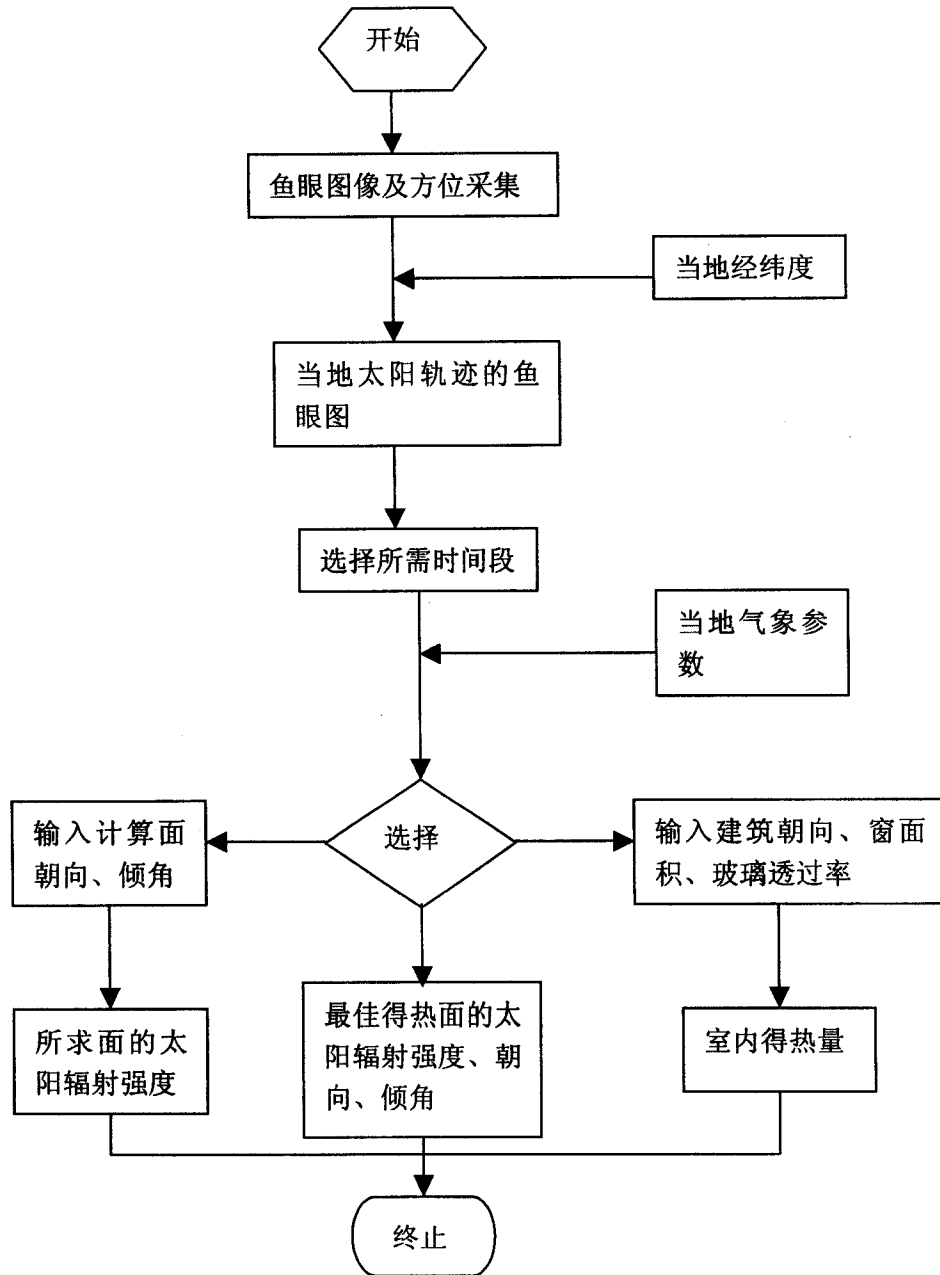 开始
鱼眼图像及方位采集
当地经纬度
当地太阳轨迹的鱼
眼图
选择所需时间段
当地气象参
数
选择
输入计算面
朝向、倾角
输入建筑朝向、窗面
积、玻璃透过率
所求面的太
阳辐射强度
最佳得热面的太
阳辐射强度、朝
向、倾角
室内得热量
终止